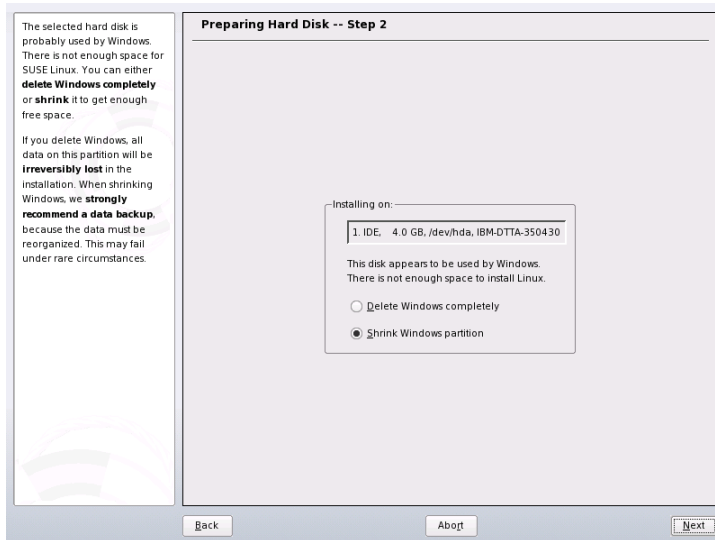 The selected hard disk is
probably used by Windows.
There is not enough space for
SUSE Linux. You can either
delete Windows completely
or shrink it to get enough
free space.
If you delete Windows, all
data on this partition will be
irreversibly lost in the
installation. When shrinking
Windows, we strongly
recommend a data backup,
because the data must be
reorganized. This may fail
under rare circumstances.
Preparing Hard Disk -- Step 2
Installing on:
1. IDE, 4.0 GB, /dev/hda, IBM-DTTA-350430
This disk appears to be used by Windows.
There is not enough space to install Linux.
Delete Windows completely
Shrink Windows partition
Back
Abort
Next